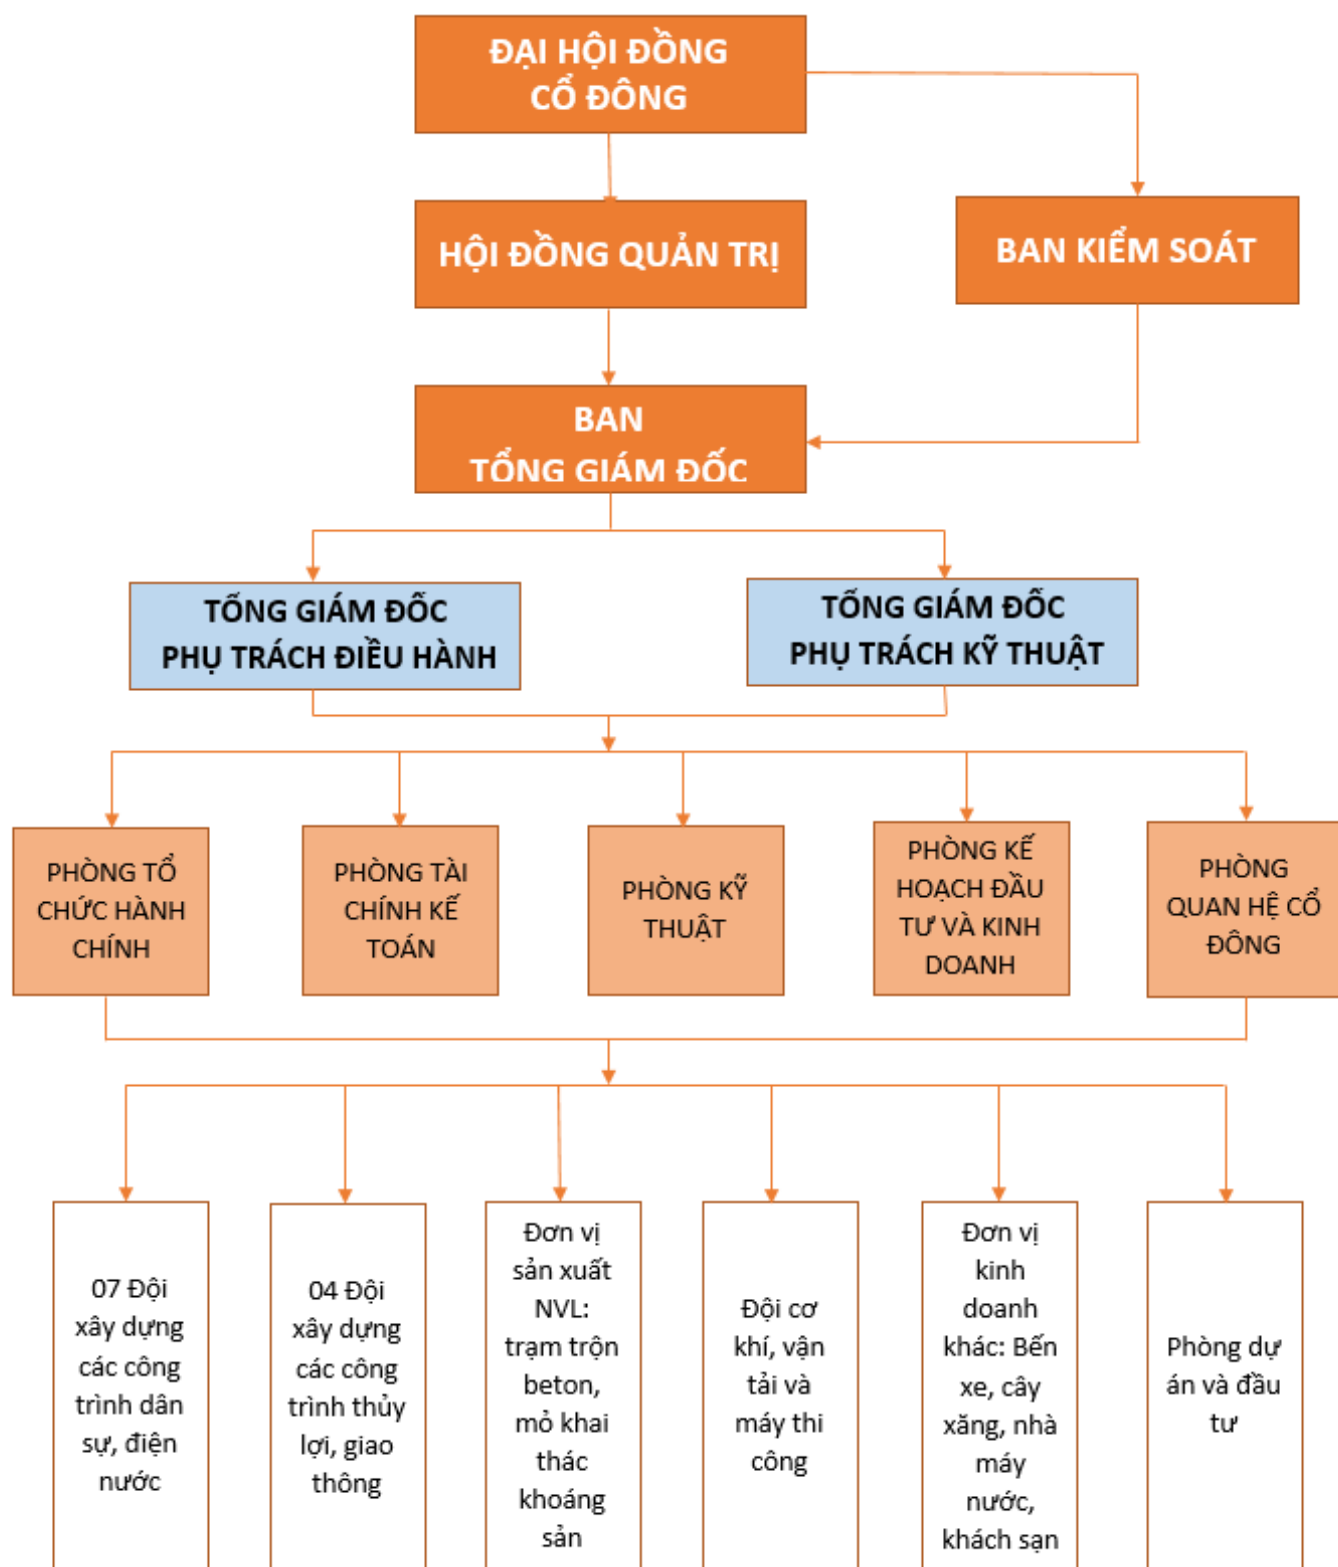 ĐẠI HỘI ĐỒNG
CỔ ĐÔNG
HỘI ĐỒNG QUẢN TRỊ
BAN KIỂM SOÁT
BAN
TỔNG GIÁM ĐỐC
TỔNG GIÁM ĐỐC
PHỤ TRÁCH ĐIỀU HÀNH
TỔNG GIÁM ĐỐC
PHỤ TRÁCH KỸ THUẬT
PHÒNG TỔ
CHỨC HÀNH
CHÍNH
PHÒNG TÀI
CHÍNH KẾ
TOÁN
PHÒNG KỸ
THUẬT
PHÒNG KẾ
HOẠCH ĐẦU
TƯ VÀ KINH
DOANH
PHÒNG
QUAN HỆ CỔ
ĐÔNG
07 Đội
xây dựng
các công
trình dân
sự, điện
nước
04 Đội
xây dựng
các công
trình thủy
lợi, giao
thông
Đơn vị
sản xuất
NVL:
trạm trộn
beton,
mỏ khai
thác
khoáng
sản
Đội cơ
khí, vận
tải và
máy thi
công
Đơn vị
kinh
doanh
khác: Bến
xe, cây
xăng, nhà
máy
nước,
khách sạn
Phòng dự
án và đầu
tư